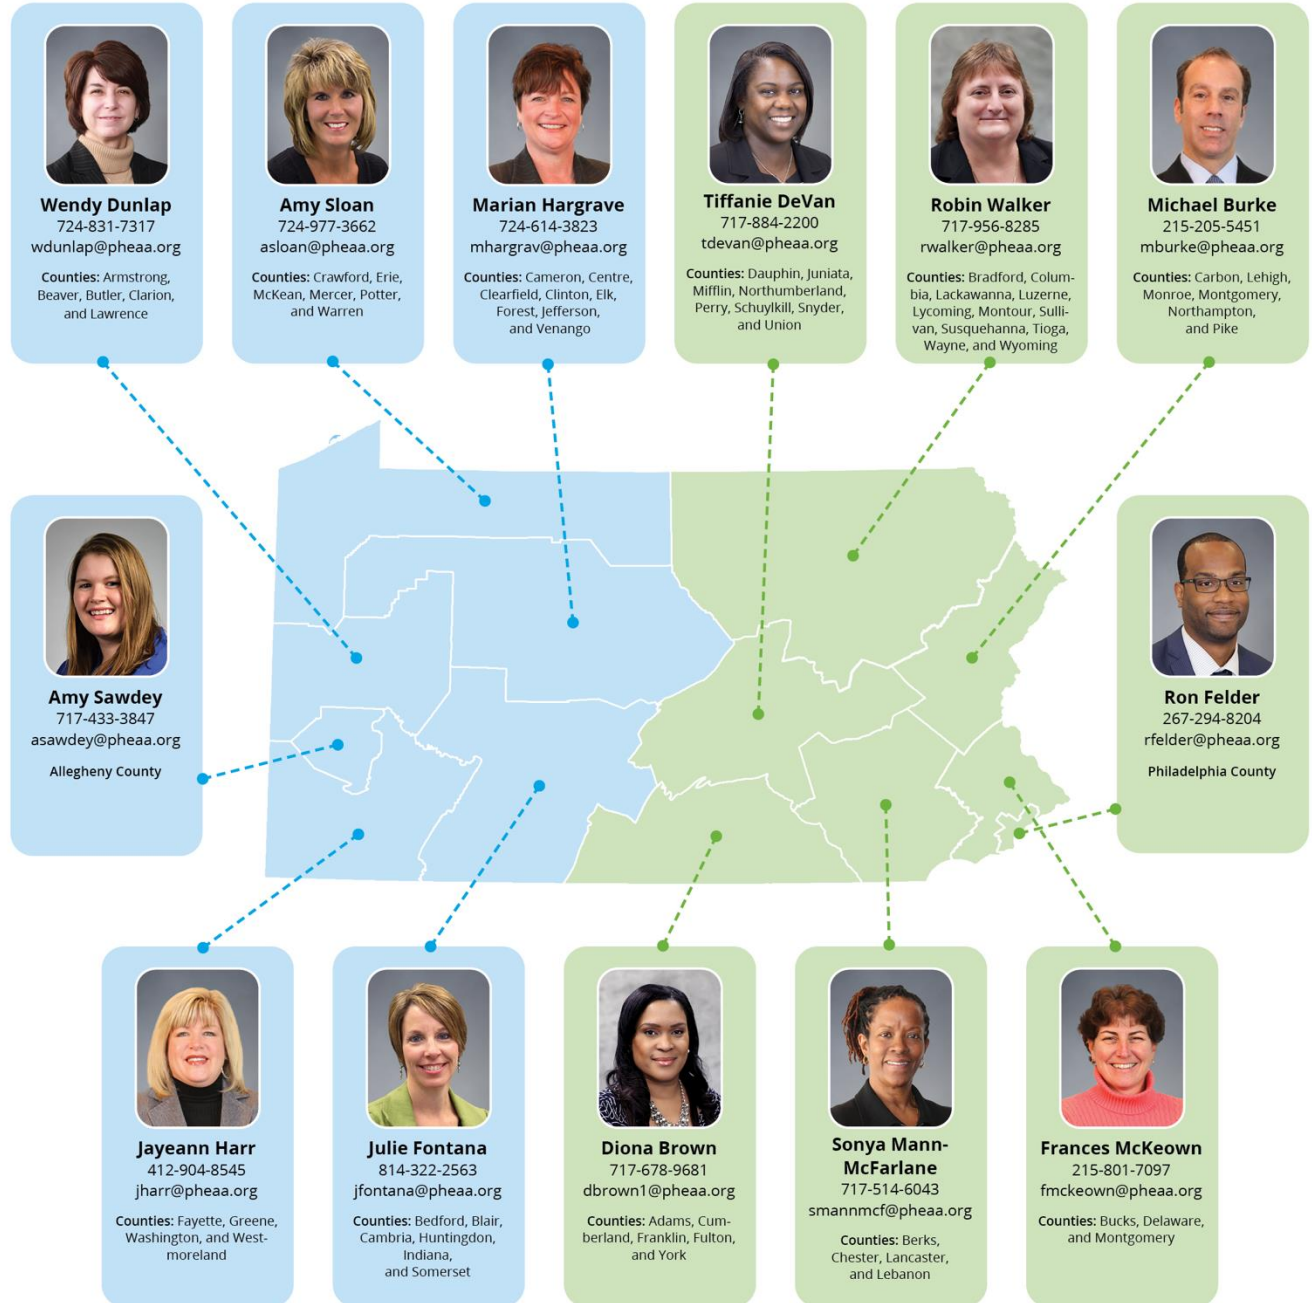 Wendy Dunlap
724-831-7317
wdunlap@pheaa.org
Counties: Armstrong,
Beaver, Butler, Clarion,
and Lawrence
Amy Sloan
724-977-3662
asloan@pheaa.org
Counties: Crawford, Erie,
McKean, Mercer, Potter,
and Warren
Marian Hargrave
724-614-3823
mhargrav@pheaa.org
Counties: Cameron, Centre,
Clearfield, Clinton, Elk,
Forest, Jefferson,
and Venango
Tiffanie DeVan
717-884-2200
tdevan@pheaa.org
Counties: Dauphin, Juniata,
Mifflin, Northumberland,
Perry, Schuylkill, Snyder,
and Union
Robin Walker
717-956-8285
rwalker@pheaa.org
Counties: Bradford, Colum-
bia, Lackawanna, Luzerne,
Lycoming, Montour, Sulli-
van, Susquehanna, Tioga,
Wayne, and Wyoming
Michael Burke
215-205-5451
mburke@pheaa.org
Counties: Carbon, Lehigh,
Monroe, Montgomery,
Northampton,
and Pike
Amy Sawdey
717-433-3847
asawdey@pheaa.org
Allegheny County
Ron Felder
267-294-8204
rfelder@pheaa.org
Philadelphia County
Jayeann Harr
412-904-8545
jharr@pheaa.org
Counties: Fayette, Greene,
Washington, and West-
moreland
Julie Fontana
814-322-2563
jfontana@pheaa.org
Counties: Bedford, Blair,
Cambria, Huntingdon,
Indiana,
and Somerset
Diona Brown
717-678-9681
dbrown1@pheaa.org
Counties: Adams, Cum-
berland, Franklin, Fulton,
and York
Sonya Mann-
McFarlane
717-514-6043
smannmcf@pheaa.org
Counties: Berks,
Chester, Lancaster,
and Lebanon
Frances McKeown
215-801-7097
fmckeown@pheaa.org
Counties: Bucks, Delaware,
and Montgomery